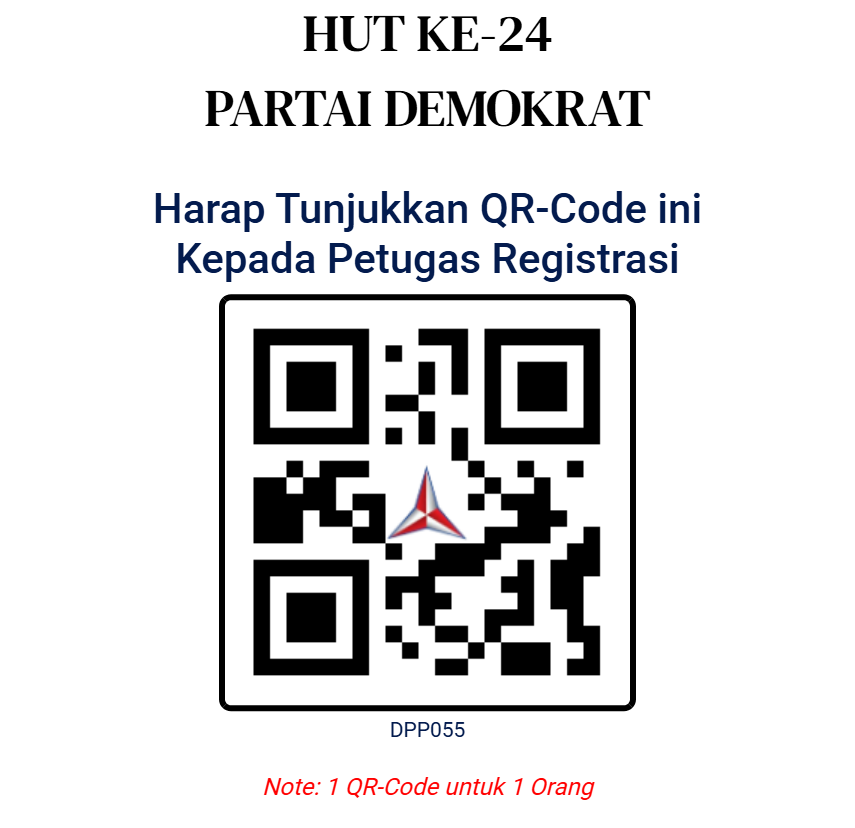 HUT KE-24
PARTAI DEMOKRAT
Harap Tunjukkan QR-Code ini
Kepada Petugas Registrasi
DPP055
Note: 1 QR-Code untuk 1 Orang